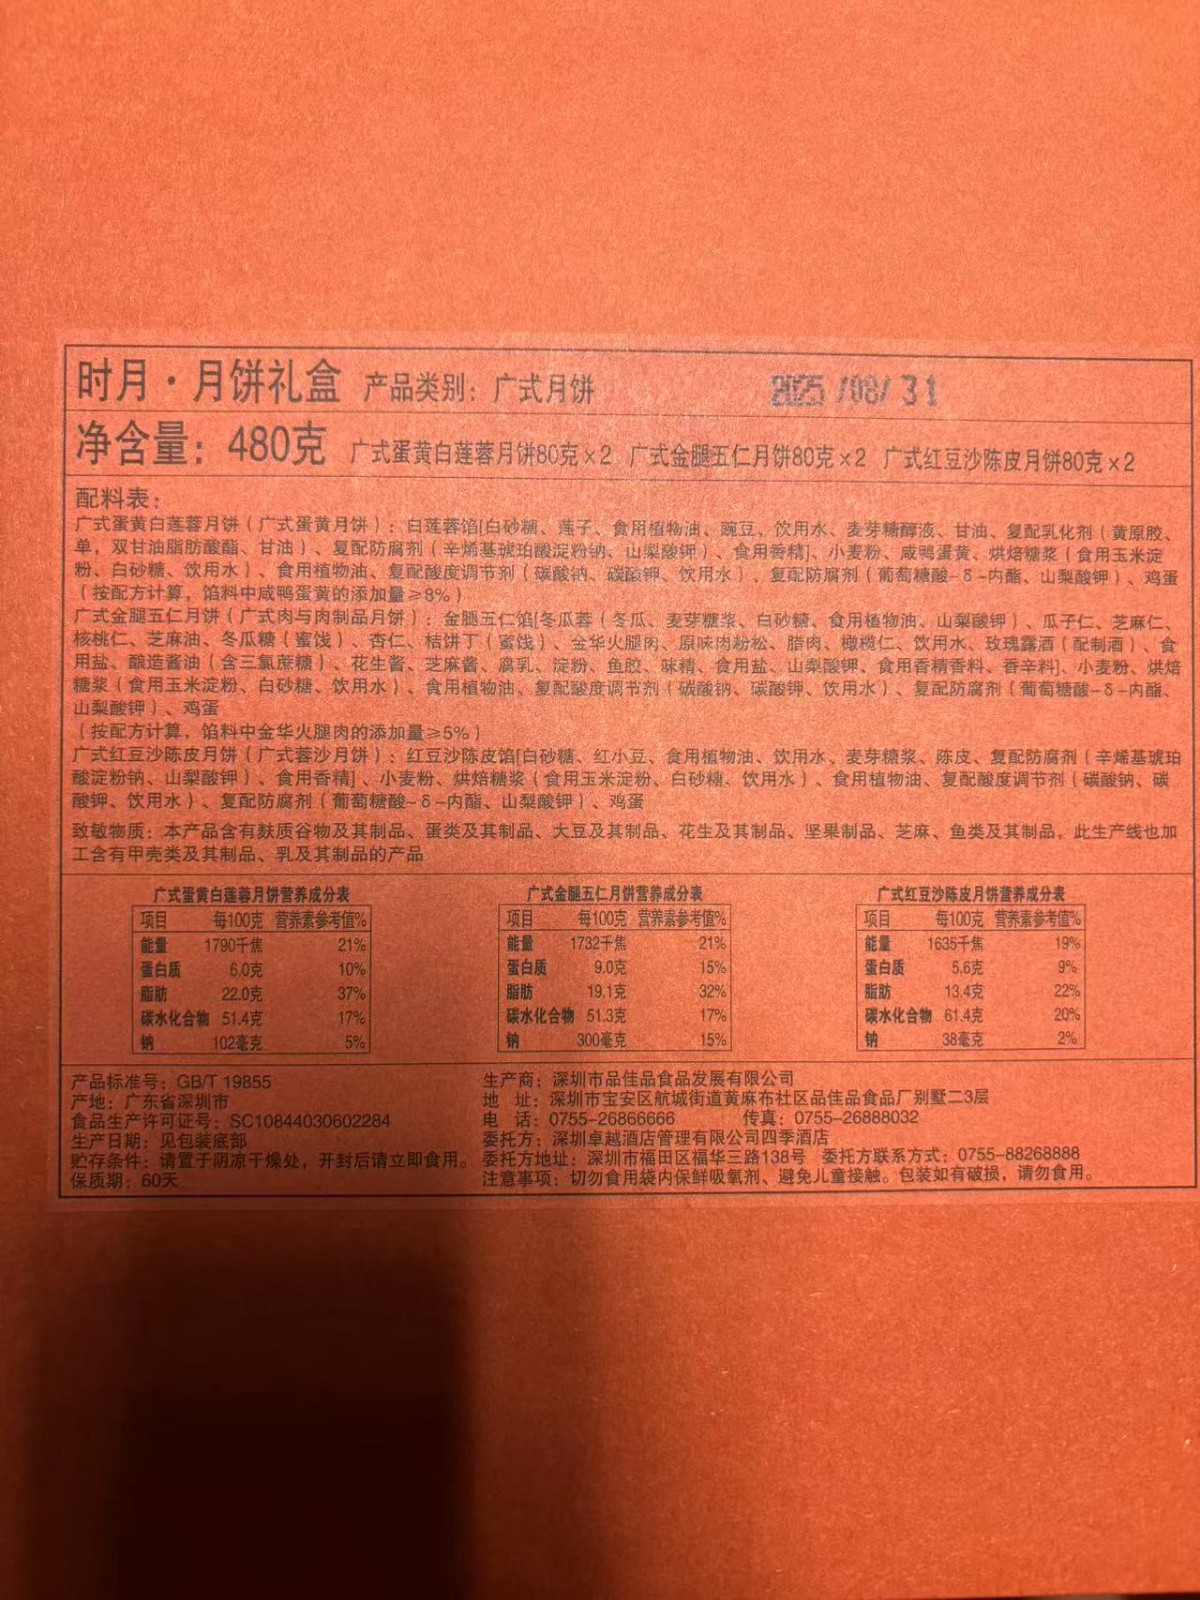 时月·月饼礼盒 产品类别：广式月饼 2025/08/31
净含量：480克 广式蛋黄白莲蓉月饼80克×2 广式金腿五仁月饼80克×2 广式红豆沙陈皮月饼80克×2
配料表：
广式蛋黄白莲蓉月饼（广式蛋黄月饼）：白莲蓉馅[白砂糖、莲子、食用植物油、豌豆、饮用水、麦芽糖醇液、甘油、复配乳化剂（黄原胶、
单，双甘油脂肪酸酯、甘油）、复配防腐剂（辛烯基琥珀酸淀粉钠、山梨酸钾）、食用香精]、小麦粉、咸鸭蛋黄、烘焙糖浆（食用玉米淀
粉、白砂糖、饮用水）、食用植物油、复配酸度调节剂（碳酸钠、碳酸钾、饮用水）、复配防腐剂（葡萄糖酸-δ-内酯、山梨酸钾）、鸡蛋
（按配方计算，馅料中咸鸭蛋黄的添加量≥8%）
广式金腿五仁月饼（广式肉与肉制品月饼）：金腿五仁馅[冬瓜蓉（冬瓜、麦芽糖浆、白砂糖、食用植物油、山梨酸钾）、瓜子仁、芝麻仁、
核桃仁、芝麻油、冬瓜糖（蜜饯）、杏仁、桔饼丁（蜜饯）、金华火腿肉、原味肉粉松、腊肉、橄榄仁、饮用水、玫瑰露酒（配制酒）、食
用盐、酿造酱油（含三氯蔗糖）、花生酱、芝麻酱、腐乳、淀粉、鱼胶、味精、食用盐、山梨酸钾、食用香精香料、香辛料]、小麦粉、烘焙
糖浆（食用玉米淀粉、白砂糖、饮用水）、食用植物油、复配酸度调节剂（碳酸钠、碳酸钾、饮用水）、复配防腐剂（葡萄糖酸-δ-内酯、
山梨酸钾）、鸡蛋
（按配方计算，馅料中金华火腿肉的添加量≥5%）
广式红豆沙陈皮月饼（广式蓉沙月饼）：红豆沙陈皮馅[白砂糖、红小豆、食用植物油、饮用水、麦芽糖浆、陈皮、复配防腐剂（辛烯基琥珀
酸淀粉钠、山梨酸钾）、食用香精]、小麦粉、烘焙糖浆（食用玉米淀粉、白砂糖、饮用水）、食用植物油、复配酸度调节剂（碳酸钠、碳
酸钾、饮用水）、复配防腐剂（葡萄糖酸-δ-内酯、山梨酸钾）、鸡蛋
致敏物质：本产品含有麸质谷物及其制品、蛋类及其制品、大豆及其制品、花生及其制品、坚果制品、芝麻、鱼类及其制品，此生产线也加
工含有甲壳类及其制品、乳及其制品的产品
广式蛋黄白莲蓉月饼营养成分表
项目 每100克 营养素参考值%
能量 1790千焦 21%
蛋白质 6.0克 10%
脂肪 22.0克 37%
碳水化合物 51.4克 17%
钠 102毫克 5%
广式金腿五仁月饼营养成分表
项目 每100克 营养素参考值%
能量 1732千焦 21%
蛋白质 9.0克 15%
脂肪 19.1克 32%
碳水化合物 51.3克 17%
钠 300毫克 15%
广式红豆沙陈皮月饼营养成分表
项目 每100克 营养素参考值%
能量 1635千焦 19%
蛋白质 5.6克 9%
脂肪 13.4克 22%
碳水化合物 61.4克 20%
钠 38毫克 2%
产品标准号：GB/T 19855
产地：广东省深圳市
食品生产许可证号：SC10844030602284
生产日期：见包装底部
贮存条件：请置于阴凉干燥处，开封后请立即食用。
保质期：60天
生产商：深圳市品佳品食品发展有限公司
地 址：深圳市宝安区航城街道黄麻布社区品佳品食品厂别墅二3层
电 话：0755-26866666 传真：0755-26888032
委托方：深圳卓越酒店管理有限公司四季酒店
委托方地址：深圳市福田区福华三路138号 委托方联系方式：0755-88268888
注意事项：切勿食用袋内保鲜吸氧剂、避免儿童接触。包装如有破损，请勿食用。